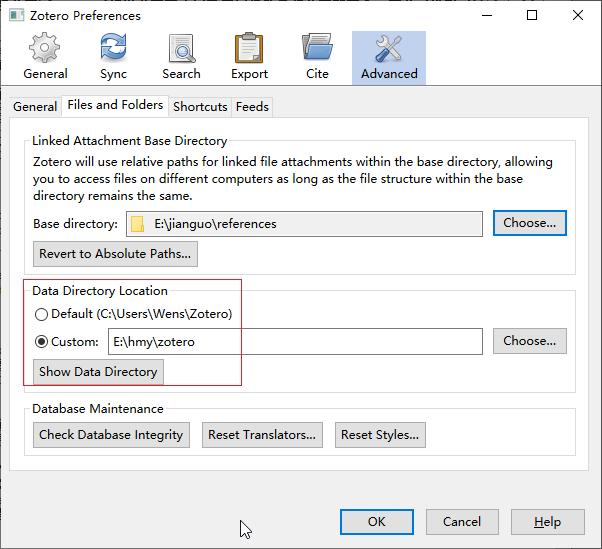 Zotero Preferences
General
Sync
Search
Export
Cite
Advanced
General
Files and Folders
Shortcuts
Feeds
Linked Attachment Base Directory
Zotero will use relative paths for linked file attachments within the base directory, allowing
you to access files on different computers as long as the file structure within the base
directory remains the same.
Base directory:
E:\jianguo\references
Choose...
Revert to Absolute Paths...
Data Directory Location
Default (C:\Users\Wens\Zotero)
Custom:
E:\hmy\zotero
Choose...
Show Data Directory
Database Maintenance
Check Database Integrity
Reset Translators...
Reset Styles...
OK
Cancel
Help